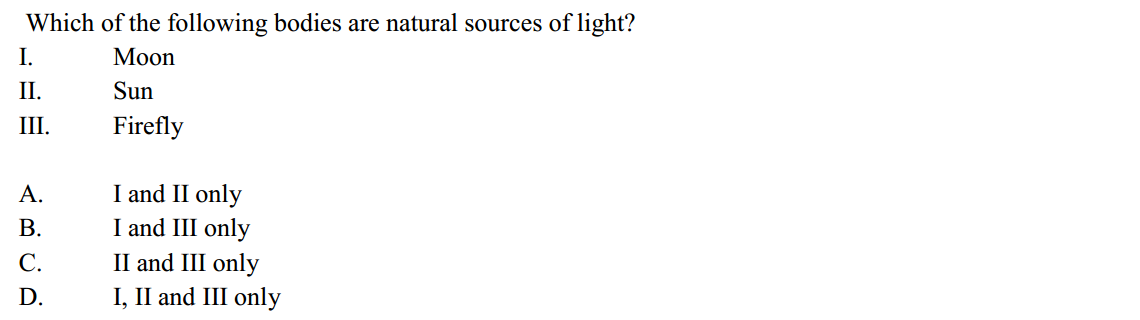 Which of the following bodies are natural sources of light?
I. Moon
II. Sun
III. Firefly
A. I and II only
B. I and III only
C. II and III only
D. I, II and III only